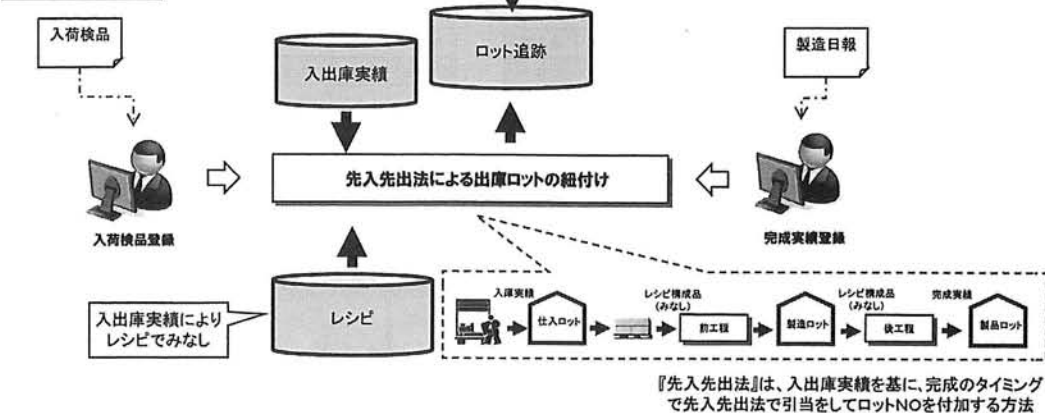 入荷検品
入出庫実績
ロット追跡
製造日報
先入先出法による出庫ロットの紐付け
入荷検品登録
完成実績登録
入出庫実績により
レシピでみなし
レシピ
入庫実績
仕入ロット
レシピ構成品
(みなし)
前工程
製造ロット
レシピ構成品
(みなし)
後工程
完成実績
製品ロット
『先入先出法』は、入出庫実績を基に、完成のタイミング
で先入先出法で引当をしてロットNOを付加する方法